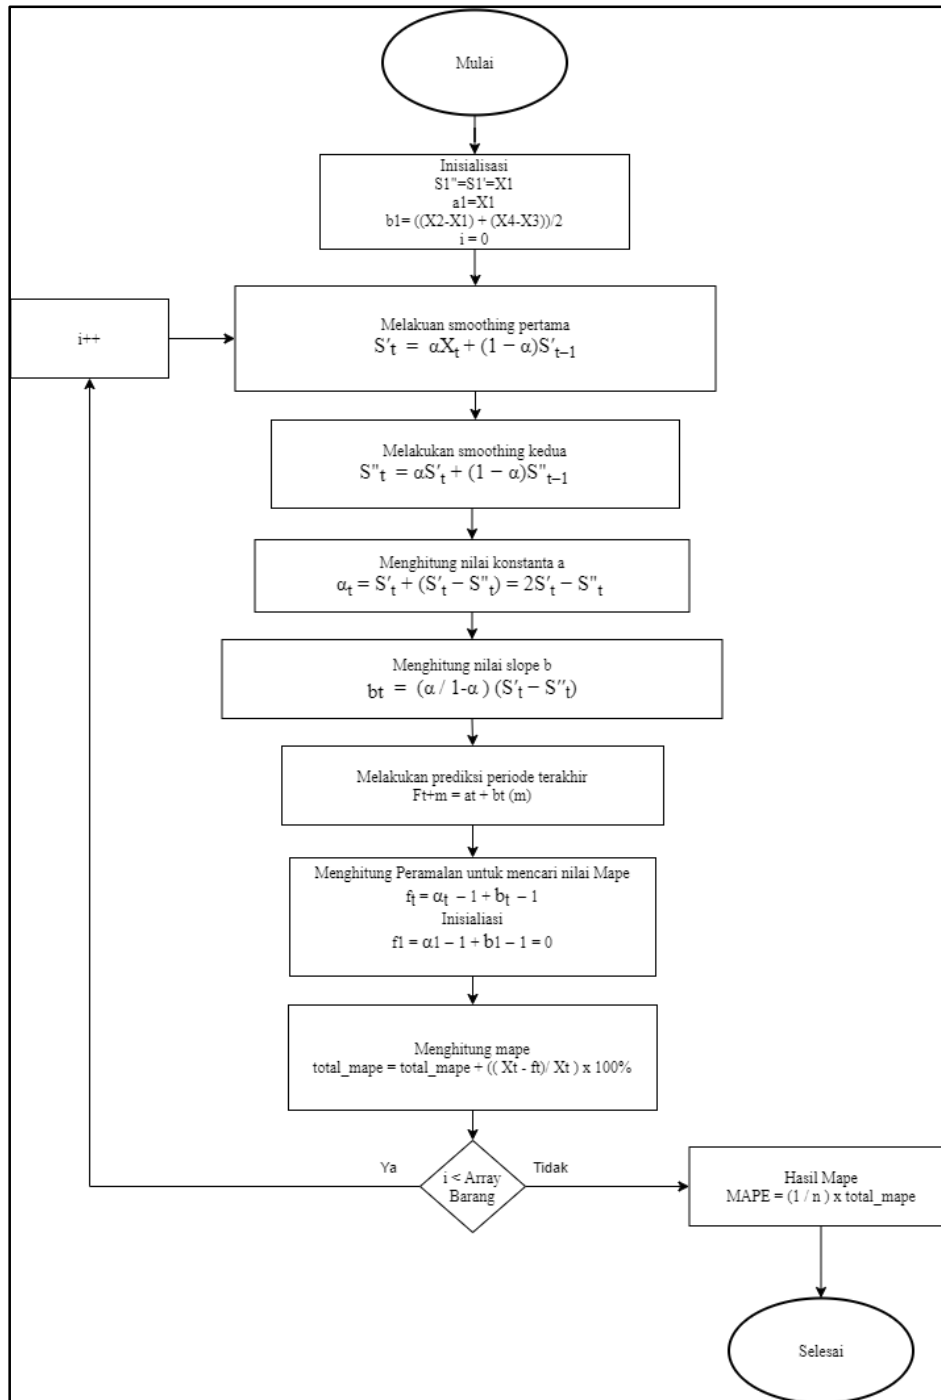 Mulai
Inisialisasi
S1"=S1'=X1
a1=X1
b1= ((X2-X1) + (X4-X3))/2
i = 0
i++
Melakuan smoothing pertama
S′t = αXt + (1 − α)S′t−1
Melakukan smoothing kedua
S"t = αS′t + (1 − α)S"t−1
Menghitung nilai konstanta a
αt = S′t + (S′t − S"t) = 2S′t − S"t
Menghitung nilai slope b
bt = (α / 1-α ) (S′t − S″t)
Melakukan prediksi periode terakhir
Ft+m = at + bt (m)
Menghitung Peramalan untuk mencari nilai Mape
ft = αt − 1 + bt − 1
Inisialiasi
f1 = α1 − 1 + b1 − 1 = 0
Menghitung mape
total_mape = total_mape + (( Xt - ft)/ Xt ) x 100%
Ya
i < Array
Barang
Tidak
Hasil Mape
MAPE = (1 / n ) x total_mape
Selesai